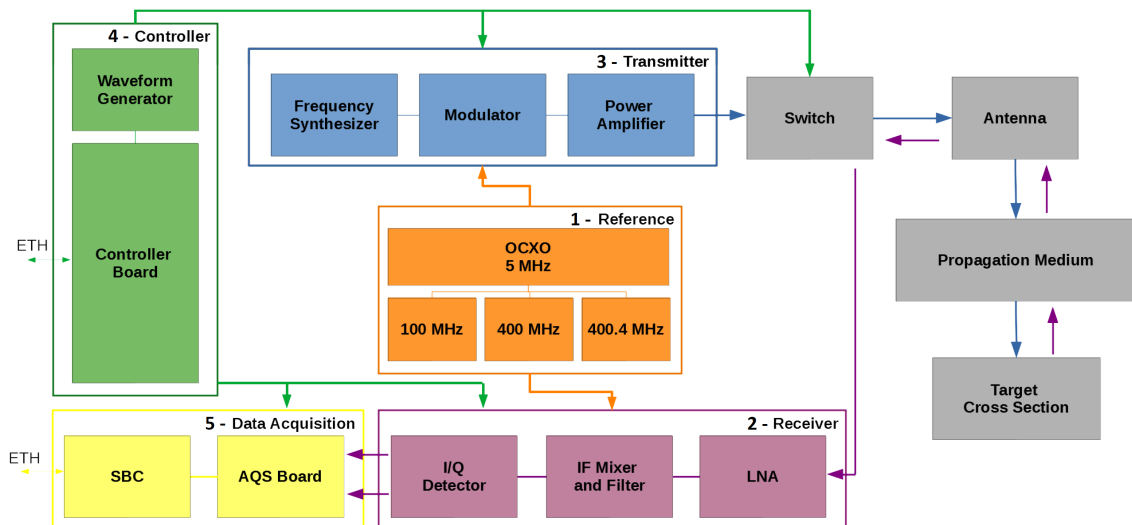 4 - Controller
Waveform
Generator
Controller
Board
ETH
3 - Transmitter
Frequency
Synthesizer
Modulator
Power
Amplifier
Switch
Antenna
Propagation Medium
Target
Cross Section
1 - Reference
OCXO
5 MHz
100 MHz
400 MHz
400.4 MHz
5 - Data Acquisition
ETH
SBC
AQS Board
2 - Receiver
I/Q
Detector
IF Mixer
and Filter
LNA